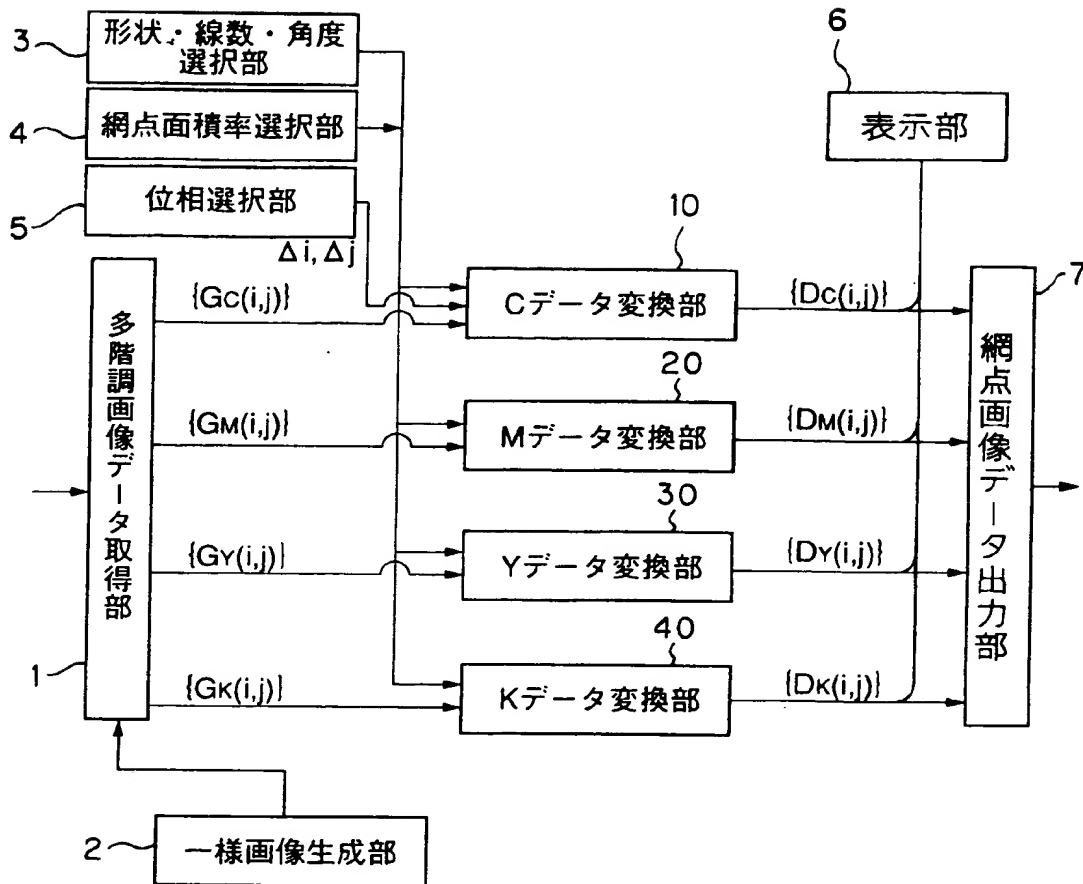 3
形状・線数・角度
選択部
4
網点面積率選択部
5
位相選択部
Δi, Δj
6
表示部
1
多階調画像データ取得部
2
一様画像生成部
{GC(i,j)}
10
Cデータ変換部
{DC(i,j)}
{GM(i,j)}
20
Mデータ変換部
{DM(i,j)}
{GY(i,j)}
30
Yデータ変換部
{DY(i,j)}
{GK(i,j)}
40
Kデータ変換部
{DK(i,j)}
7
網点画像データ出力部